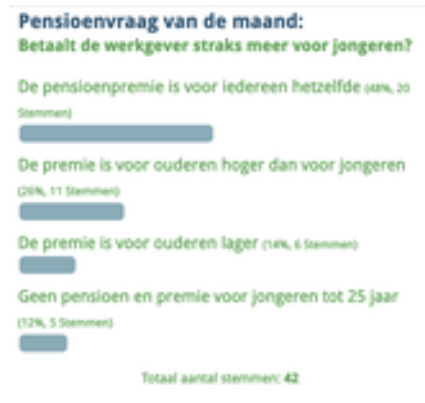 Pensioenvraag van de maand:
Betaalt de werkgever straks meer voor jongeren?
De pensioenpremie is voor iedereen hetzelfde (48%, 20
Stemmen)
De premie is voor ouderen hoger dan voor jongeren
(26%, 11 Stemmen)
De premie is voor ouderen lager (14%, 6 Stemmen)
Geen pensioen en premie voor jongeren tot 25 jaar
(12%, 5 Stemmen)
Totaal aantal stemmen: 42